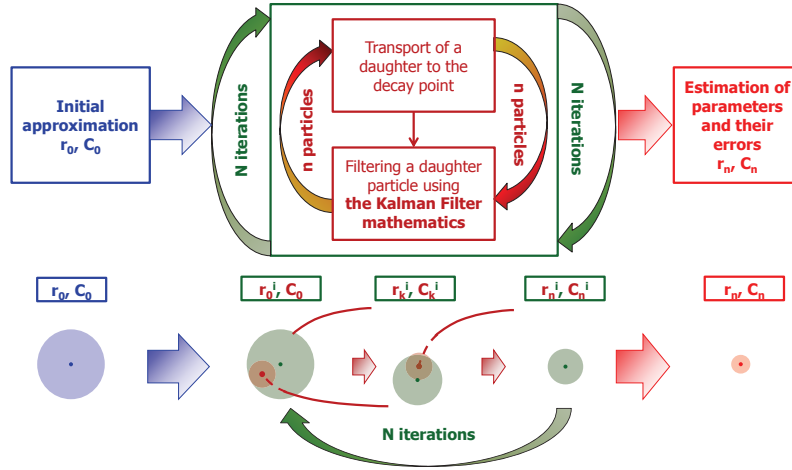 Initial
approximation
r₀, C₀
N iterations
n particles
Transport of a
daughter to the
decay point
Filtering a daughter
particle using
the Kalman Filter
mathematics
n particles
N iterations
Estimation of
parameters
and their
errors
rₙ, Cₙ
r₀, C₀
r₀ⁱ, C₀
rₖⁱ, Cₖⁱ
rₙⁱ, Cₙⁱ
rₙ, Cₙ
N iterations